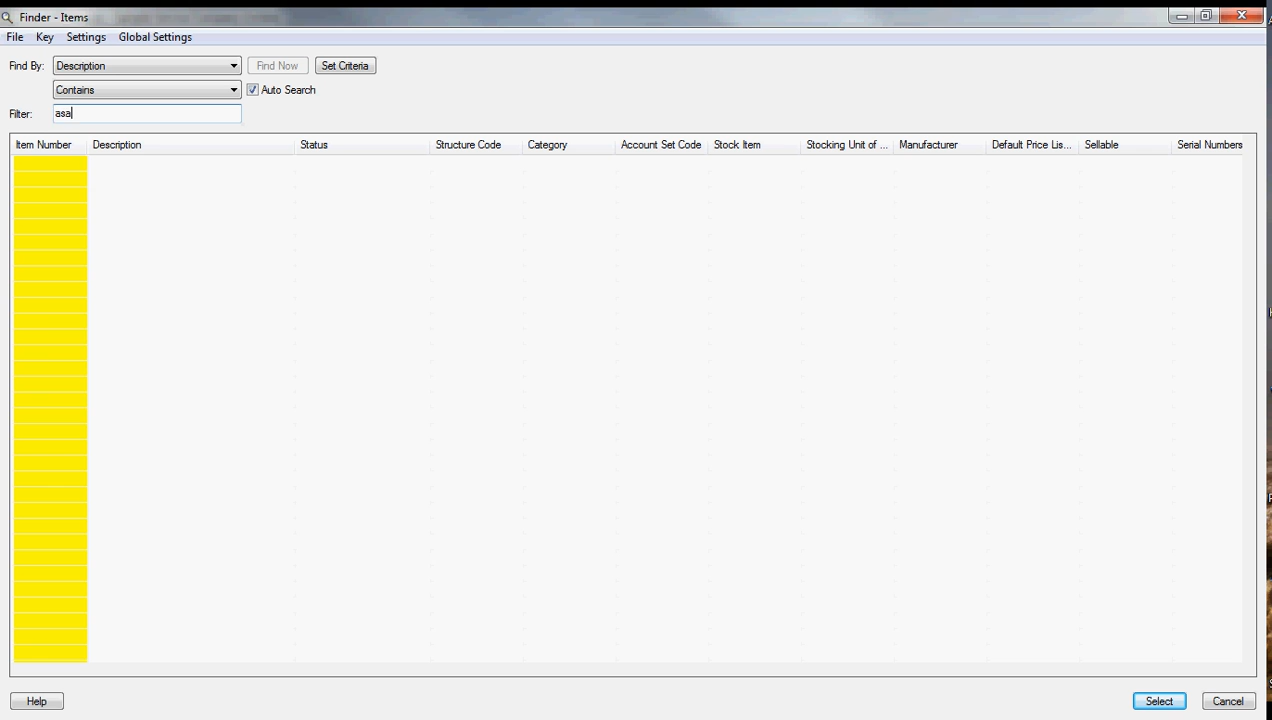 Finder - Items
File Key Settings Global Settings
Find By: Description Find Now Set Criteria
Contains Auto Search
Filter: asa
Item Number Description Status Structure Code Category Account Set Code Stock Item Stocking Unit of ... Manufacturer Default Price Lis... Sellable Serial Numbers
Help Select Cancel